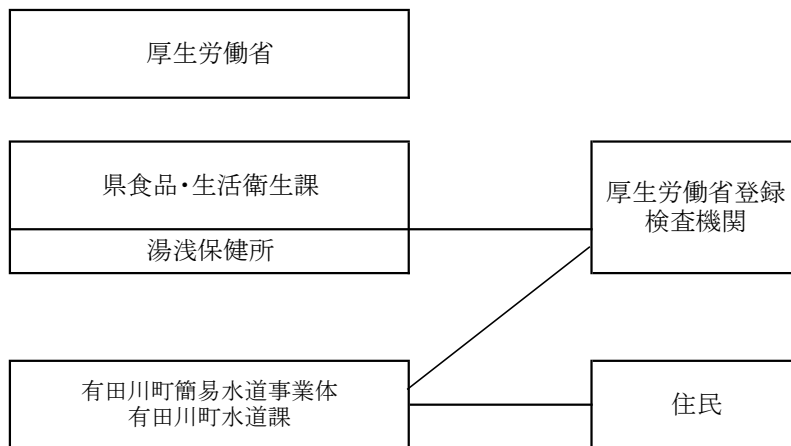 厚生労働省
県食品・生活衛生課
湯浅保健所
厚生労働省登録
検査機関
有田川町簡易水道事業体
有田川町水道課
住民